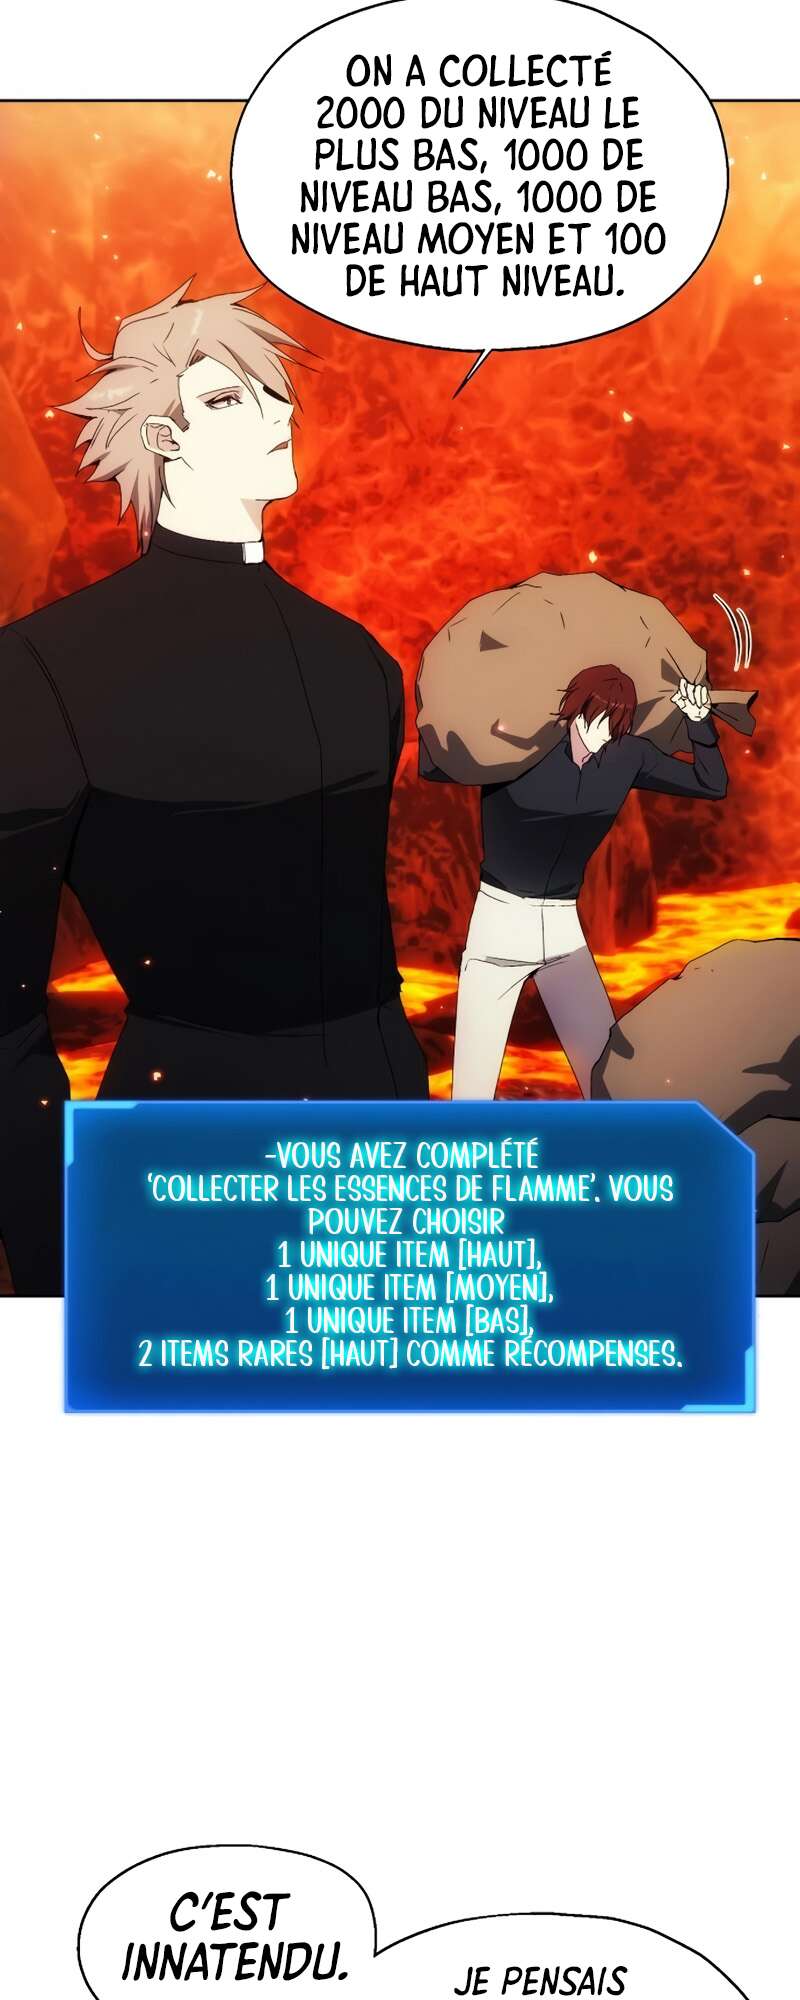 ON A COLLECTÉ
2000 DU NIVEAU LE
PLUS BAS, 1000 DE
NIVEAU BAS, 1000 DE
NIVEAU MOYEN ET 100
DE HAUT NIVEAU.
-VOUS AVEZ COMPLÉTÉ
‘COLLECTER LES ESSENCES DE FLAMME’. VOUS
POUVEZ CHOISIR
1 UNIQUE ITEM [HAUT],
1 UNIQUE ITEM [MOYEN],
1 UNIQUE ITEM [BAS],
2 ITEMS RARES [HAUT] COMME RÉCOMPENSES.
C'EST
INNATENDU.
JE PENSAIS